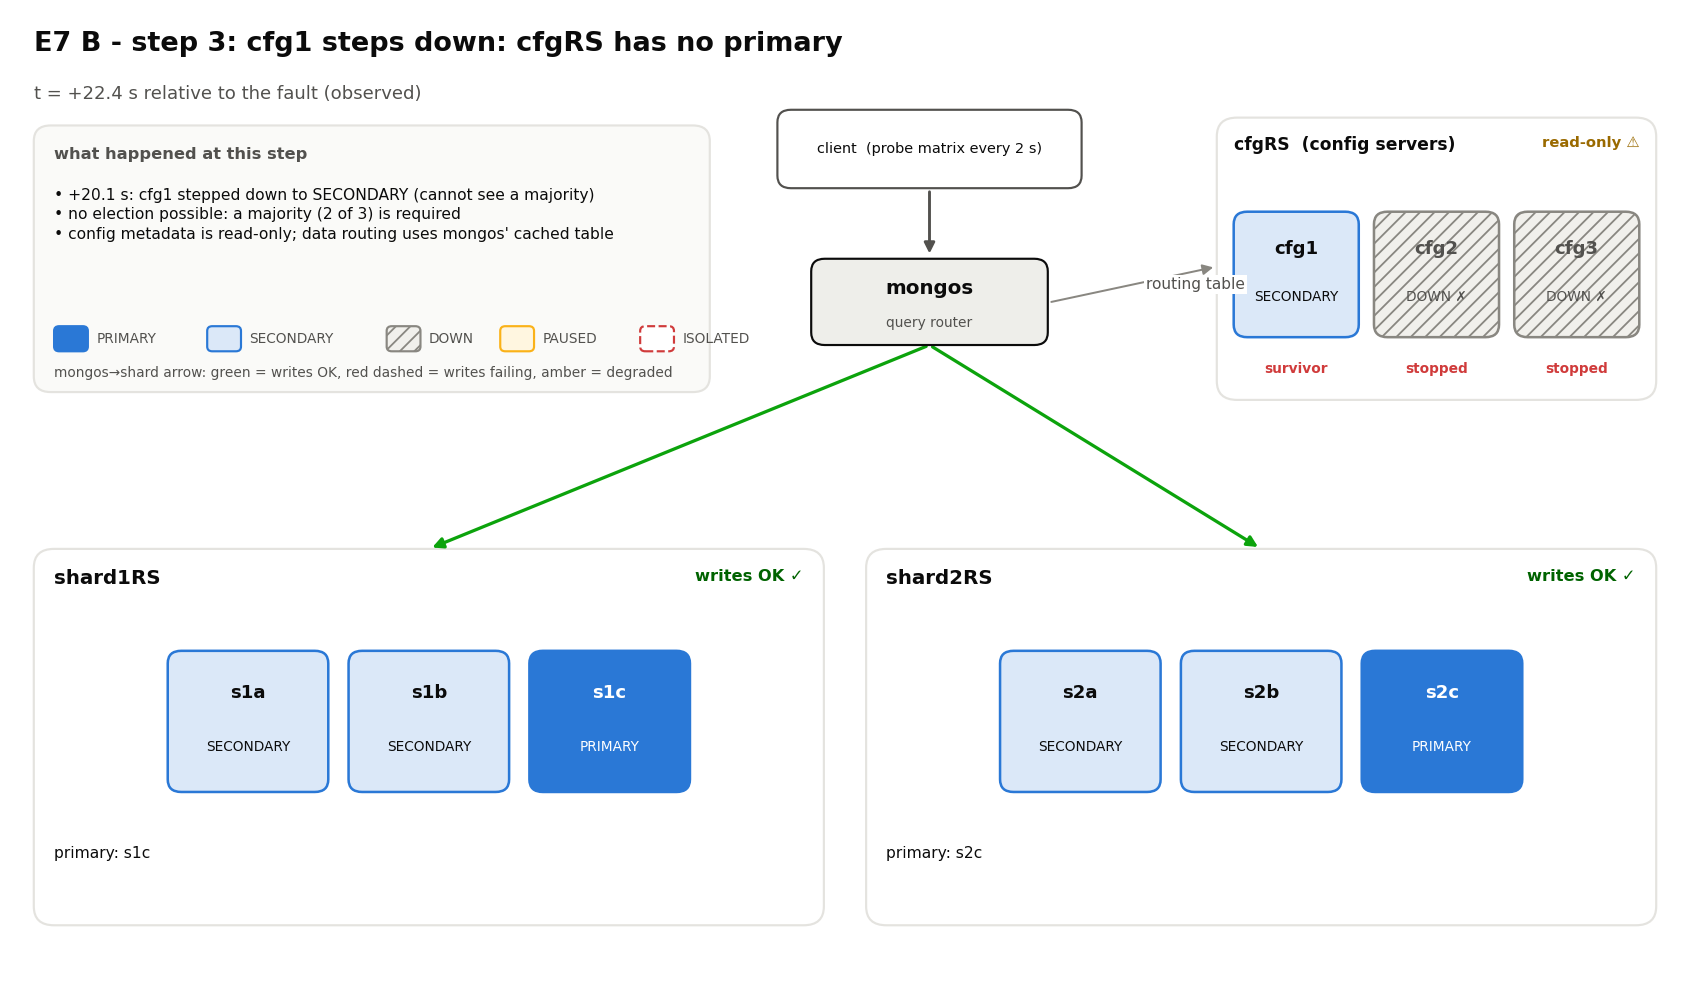 E7 B - step 3: cfg1 steps down: cfgRS has no primary
t = +22.4 s relative to the fault (observed)
what happened at this step
• +20.1 s: cfg1 stepped down to SECONDARY (cannot see a majority)
• no election possible: a majority (2 of 3) is required
• config metadata is read-only; data routing uses mongos' cached table
PRIMARY
SECONDARY
DOWN
PAUSED
ISOLATED
mongos→shard arrow: green = writes OK, red dashed = writes failing, amber = degraded
client (probe matrix every 2 s)
mongos
query router
routing table
cfgRS (config servers)
read-only ⚠
cfg1
SECONDARY
survivor
cfg2
DOWN ✗
stopped
cfg3
DOWN ✗
stopped
shard1RS
writes OK ✓
s1a
SECONDARY
s1b
SECONDARY
s1c
PRIMARY
primary: s1c
shard2RS
writes OK ✓
s2a
SECONDARY
s2b
SECONDARY
s2c
PRIMARY
primary: s2c